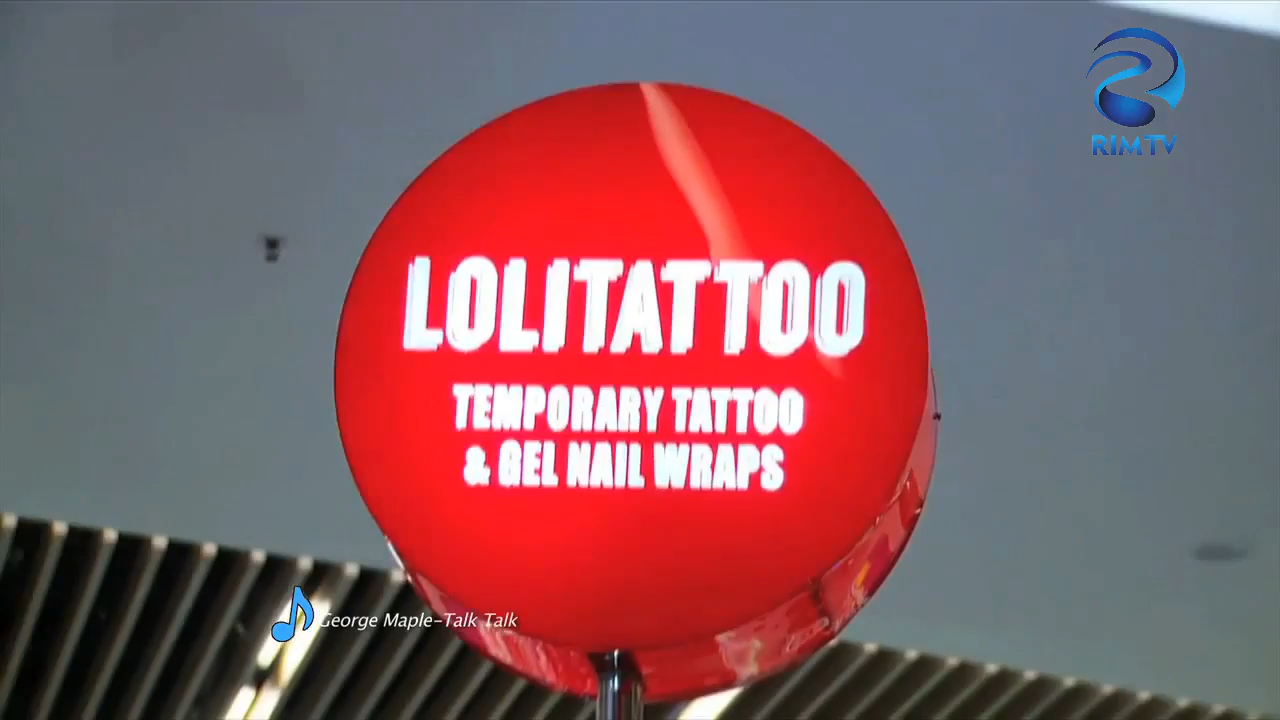 RIMTV
LOLITATTOO
TEMPORARY TATTOO
& GEL NAIL WRAPS
George Maple-Talk Talk